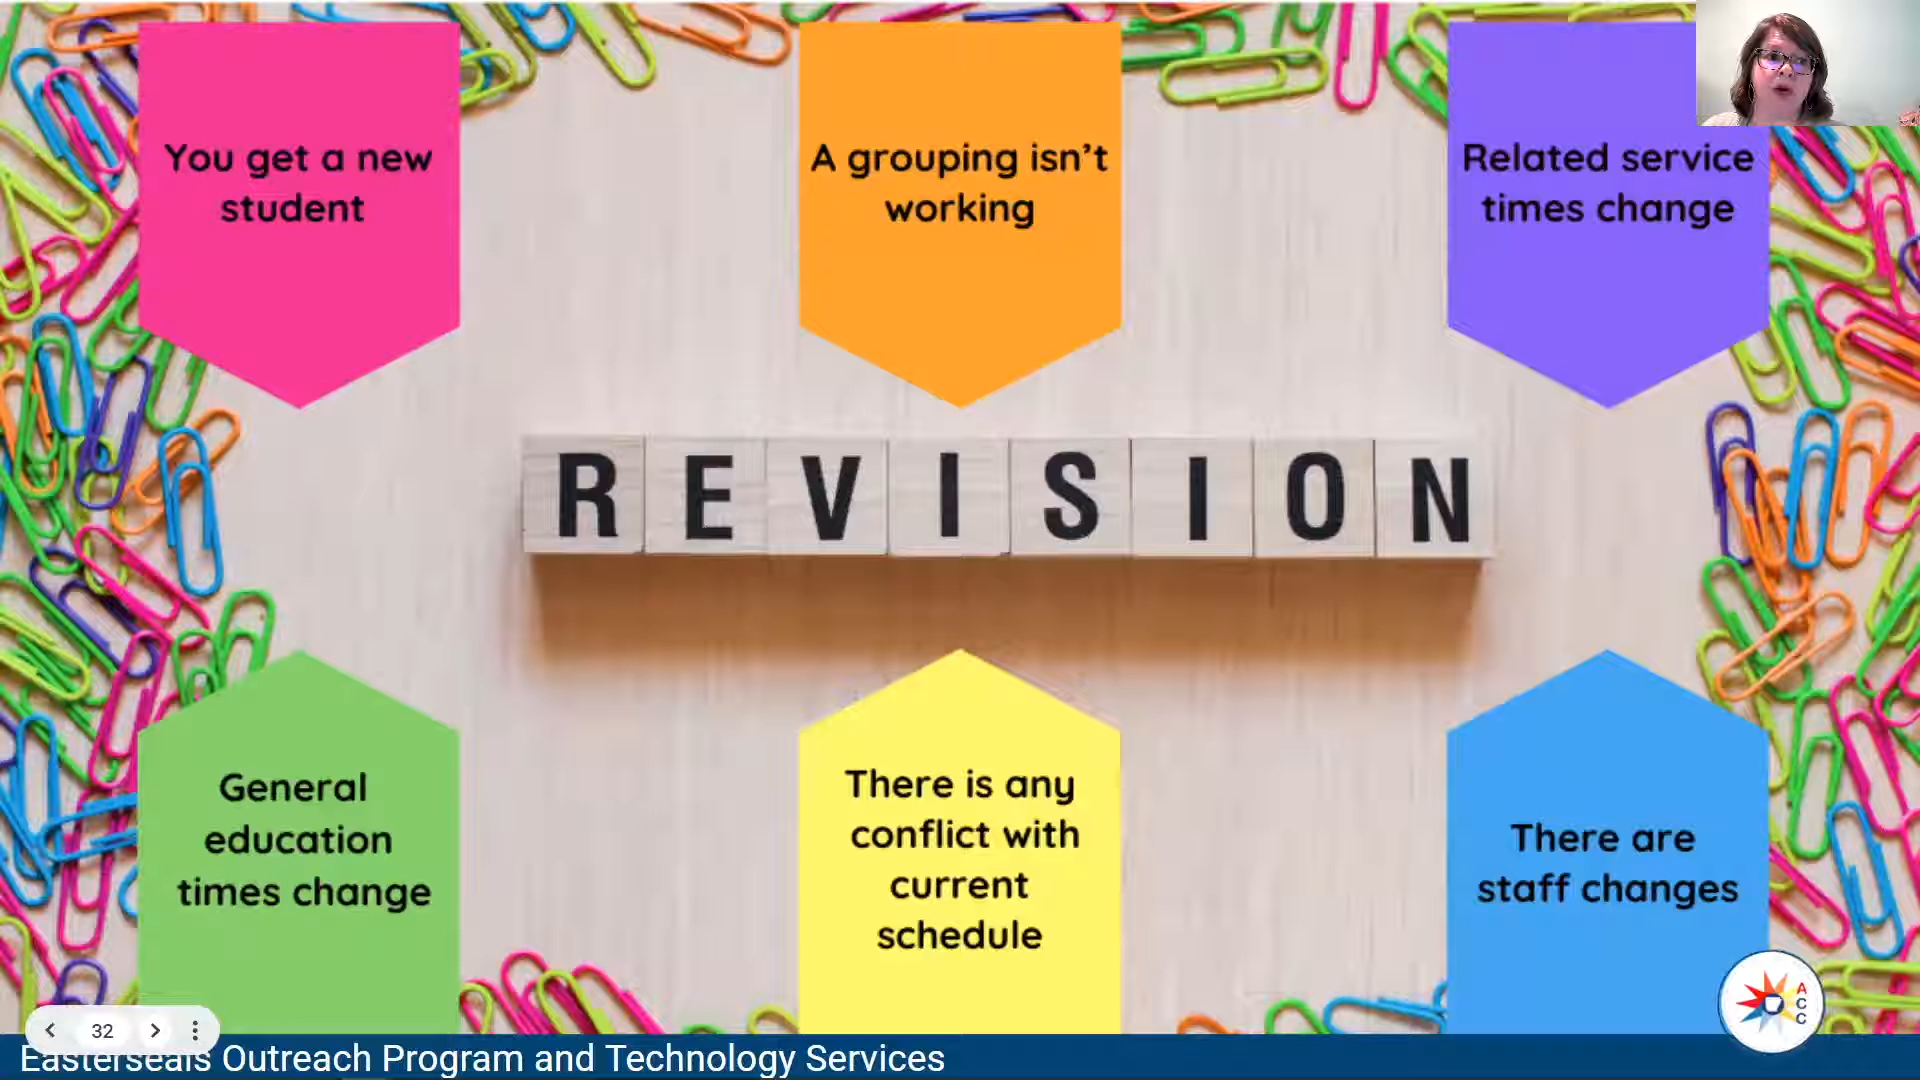 You get a new
student
A grouping isn't
working
Related service
times change
REVISION
General
education
times change
There is any
conflict with
current
schedule
There are
staff changes
A
C
C
32
Easterseals Outreach Program and Technology Services